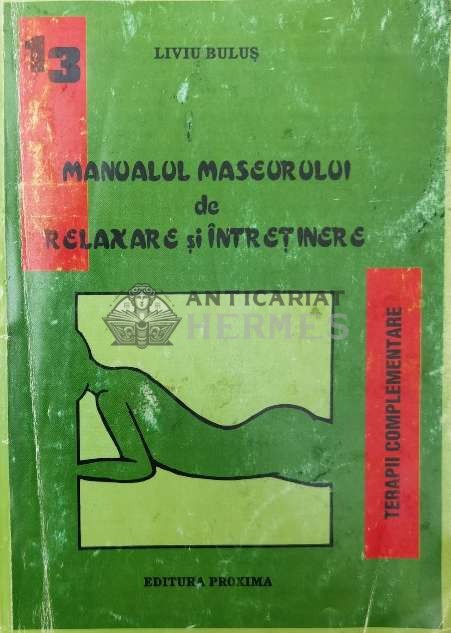 13
LIVIU BULUȘ
MANUALUL MASEURULUI
de
RELAXARE și ÎNTREȚINERE
ANTICARIAT
HERMES
TERAPII COMPLEMENTARE
EDITURA PROXIMA